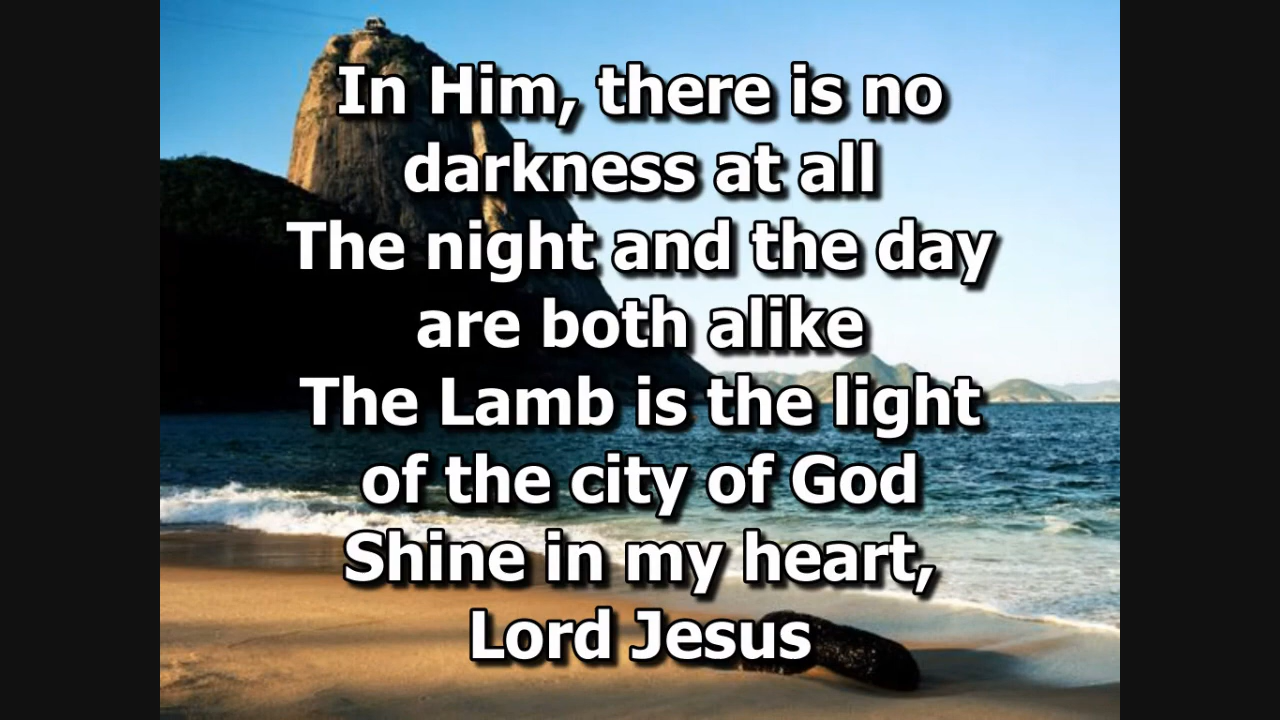 In Him, there is no
darkness at all
The night and the day
are both alike
The Lamb is the light
of the city of God
Shine in my heart,
Lord Jesus